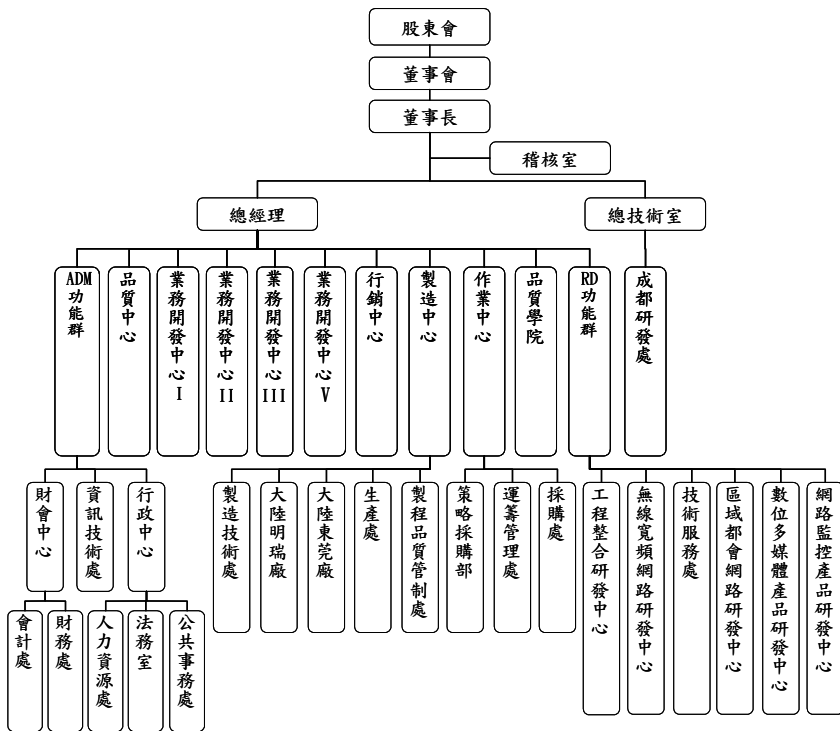 股東會
董事會
董事長
稽核室
總經理
總技術室
ADM功能群
品質中心
業務開發中心I
業務開發中心II
業務開發中心III
業務開發中心V
行銷中心
製造中心
作業中心
品質學院
RD功能群
成都研發處
財會中心
資訊技術處
行政中心
製造技術處
大陸明瑞廠
大陸東莞廠
生產處
製程品質管制處
策略採購部
運籌管理處
採購處
工程整合研發中心
無線寬頻網路研發中心
技術服務處
區域都會網路研發中心
數位多媒體產品研發中心
網路監控產品研發中心
會計處
財務處
人力資源處
法務室
公共事務處